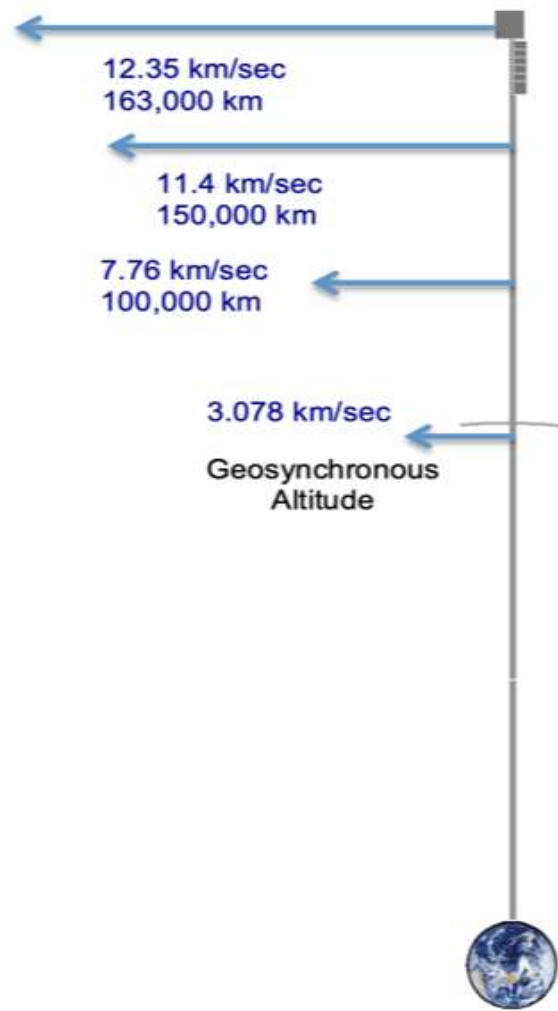 12.35 km/sec
163,000 km
11.4 km/sec
150,000 km
7.76 km/sec
100,000 km
3.078 km/sec
Geosynchronous
Altitude